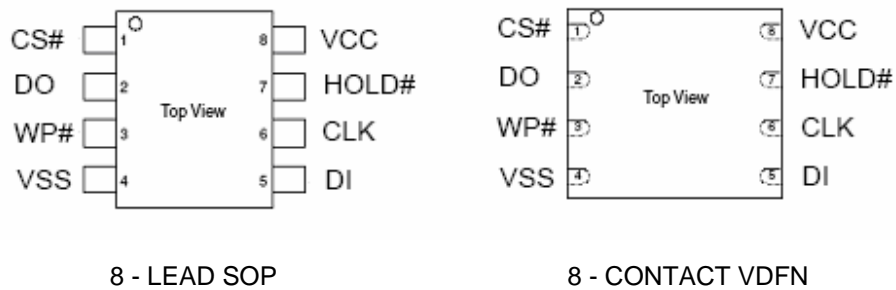 CS# 1 8 VCC
DO 2 7 HOLD#
Top View
WP# 3 6 CLK
VSS 4 5 DI
8 - LEAD SOP
CS# 1 8 VCC
DO 2 7 HOLD#
Top View
WP# 3 6 CLK
VSS 4 5 DI
8 - CONTACT VDFN